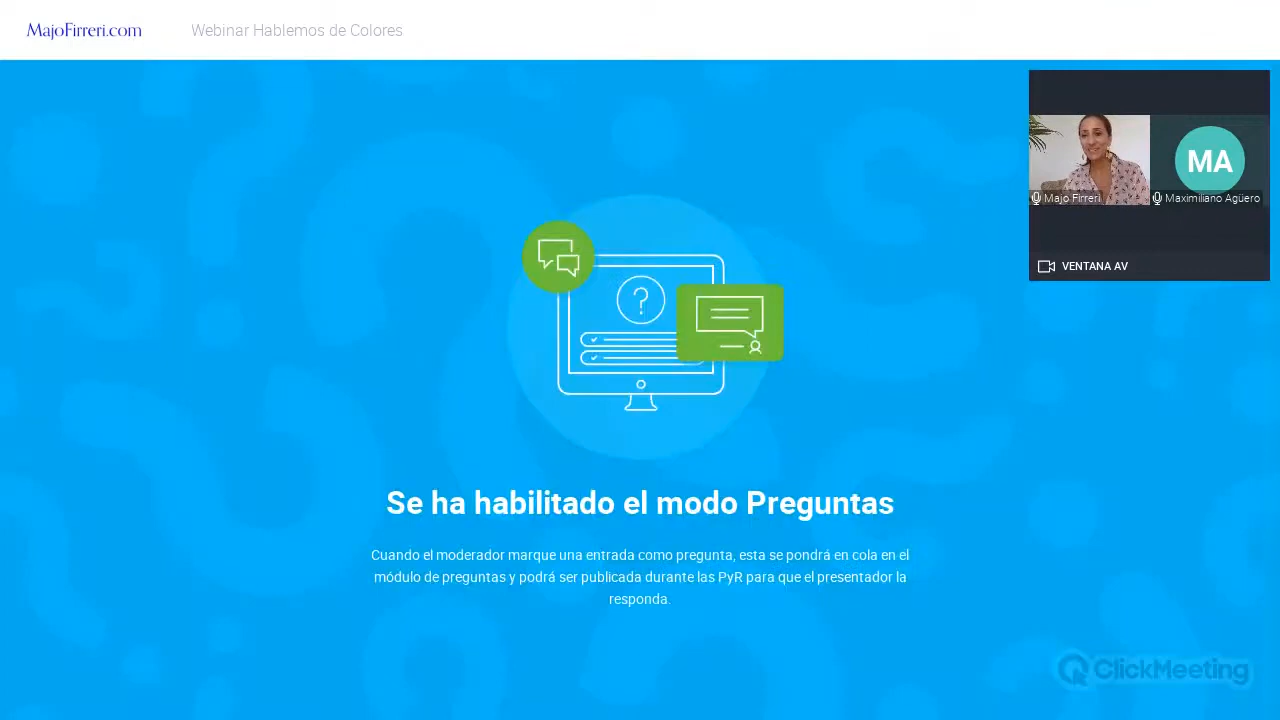 MajoFirreri.com
Webinar Hablemos de Colores
MA
Majo Firreri
Maximiliano Agüero
VENTANA AV
?
Se ha habilitado el modo Preguntas
Cuando el moderador marque una entrada como pregunta, esta se pondrá en cola en el
módulo de preguntas y podrá ser publicada durante las PyR para que el presentador la
responda.
ClickMeeting